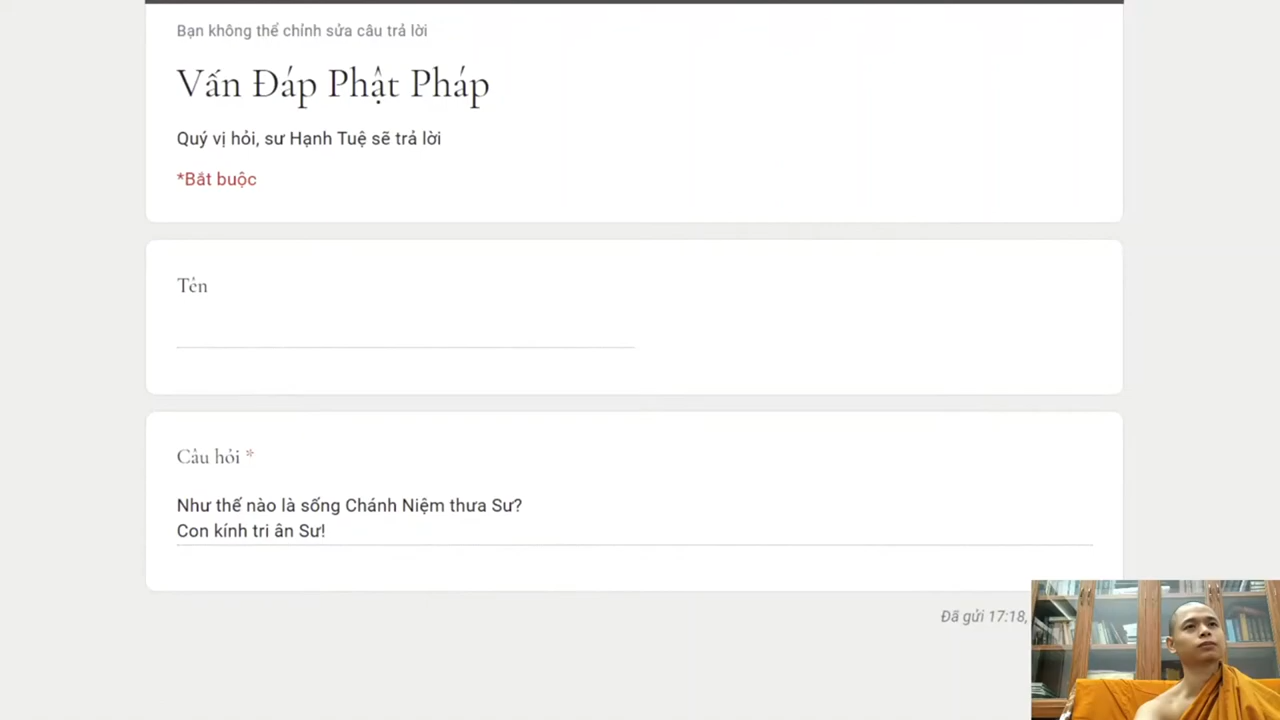 Bạn không thể chỉnh sửa câu trả lời
Vấn Đáp Phật Pháp
Quý vị hỏi, sư Hạnh Tuệ sẽ trả lời
*Bắt buộc
Tên
Câu hỏi *
Như thế nào là sống Chánh Niệm thưa Sư?
Con kính tri ân Sư!
Đã gửi 17:18,